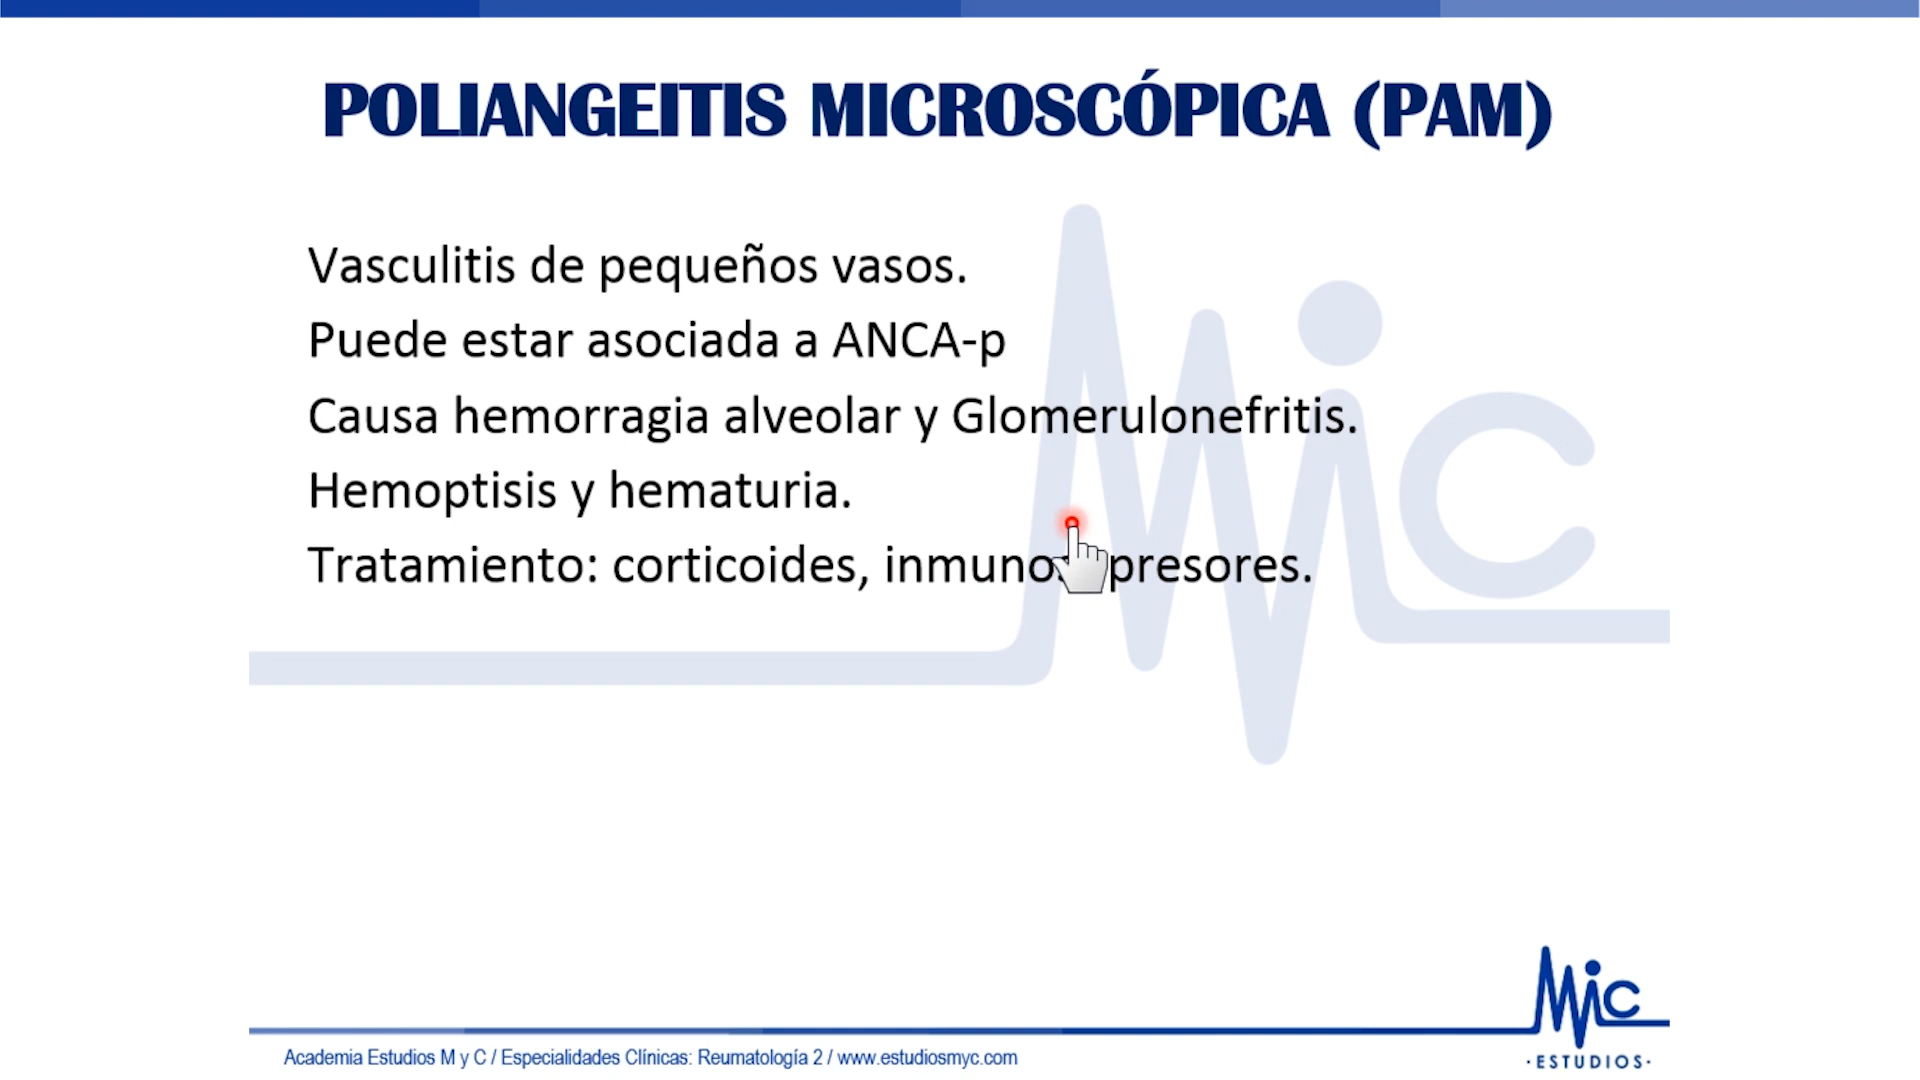 POLIANGEITIS MICROSCÓPICA (PAM)
Vasculitis de pequeños vasos.
Puede estar asociada a ANCA-p
Causa hemorragia alveolar y Glomerulonefritis.
Hemoptisis y hematuria.
Tratamiento: corticoides, inmunosupresores.
MiC
MiC
·ESTUDIOS·
Academia Estudios M y C / Especialidades Clínicas: Reumatología 2 / www.estudiosmyc.com